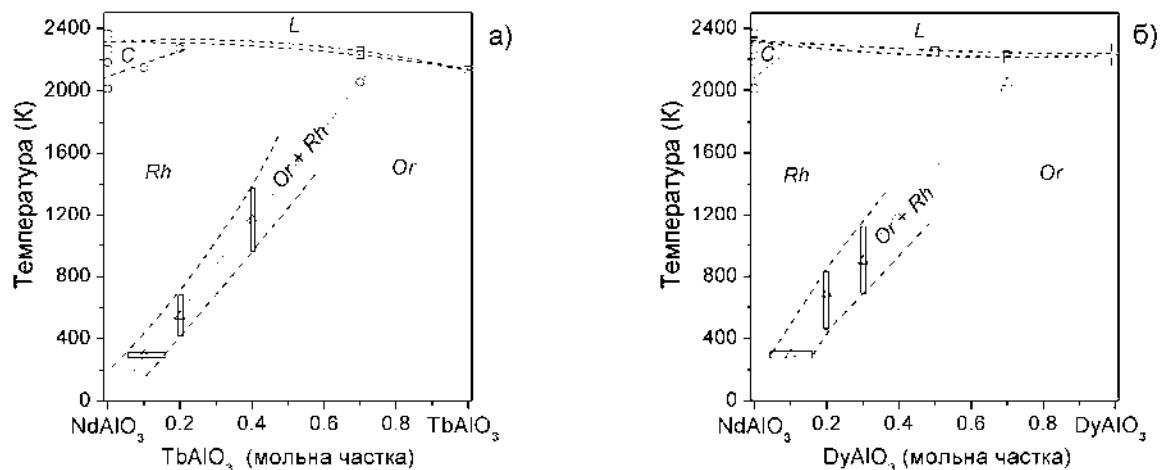 а)
Температура (К)
2400
2000
1600
1200
800
400
0
L
C
Rh
Or + Rh
Or
NdAlO3 0.2 0.4 0.6 0.8 TbAlO3
TbAlO3 (мольна частка)
б)
Температура (К)
2400
2000
1600
1200
800
400
0
L
C
Rh
Or + Rh
Or
NdAlO3 0.2 0.4 0.6 0.8 DyAlO3
DyAlO3 (мольна частка)